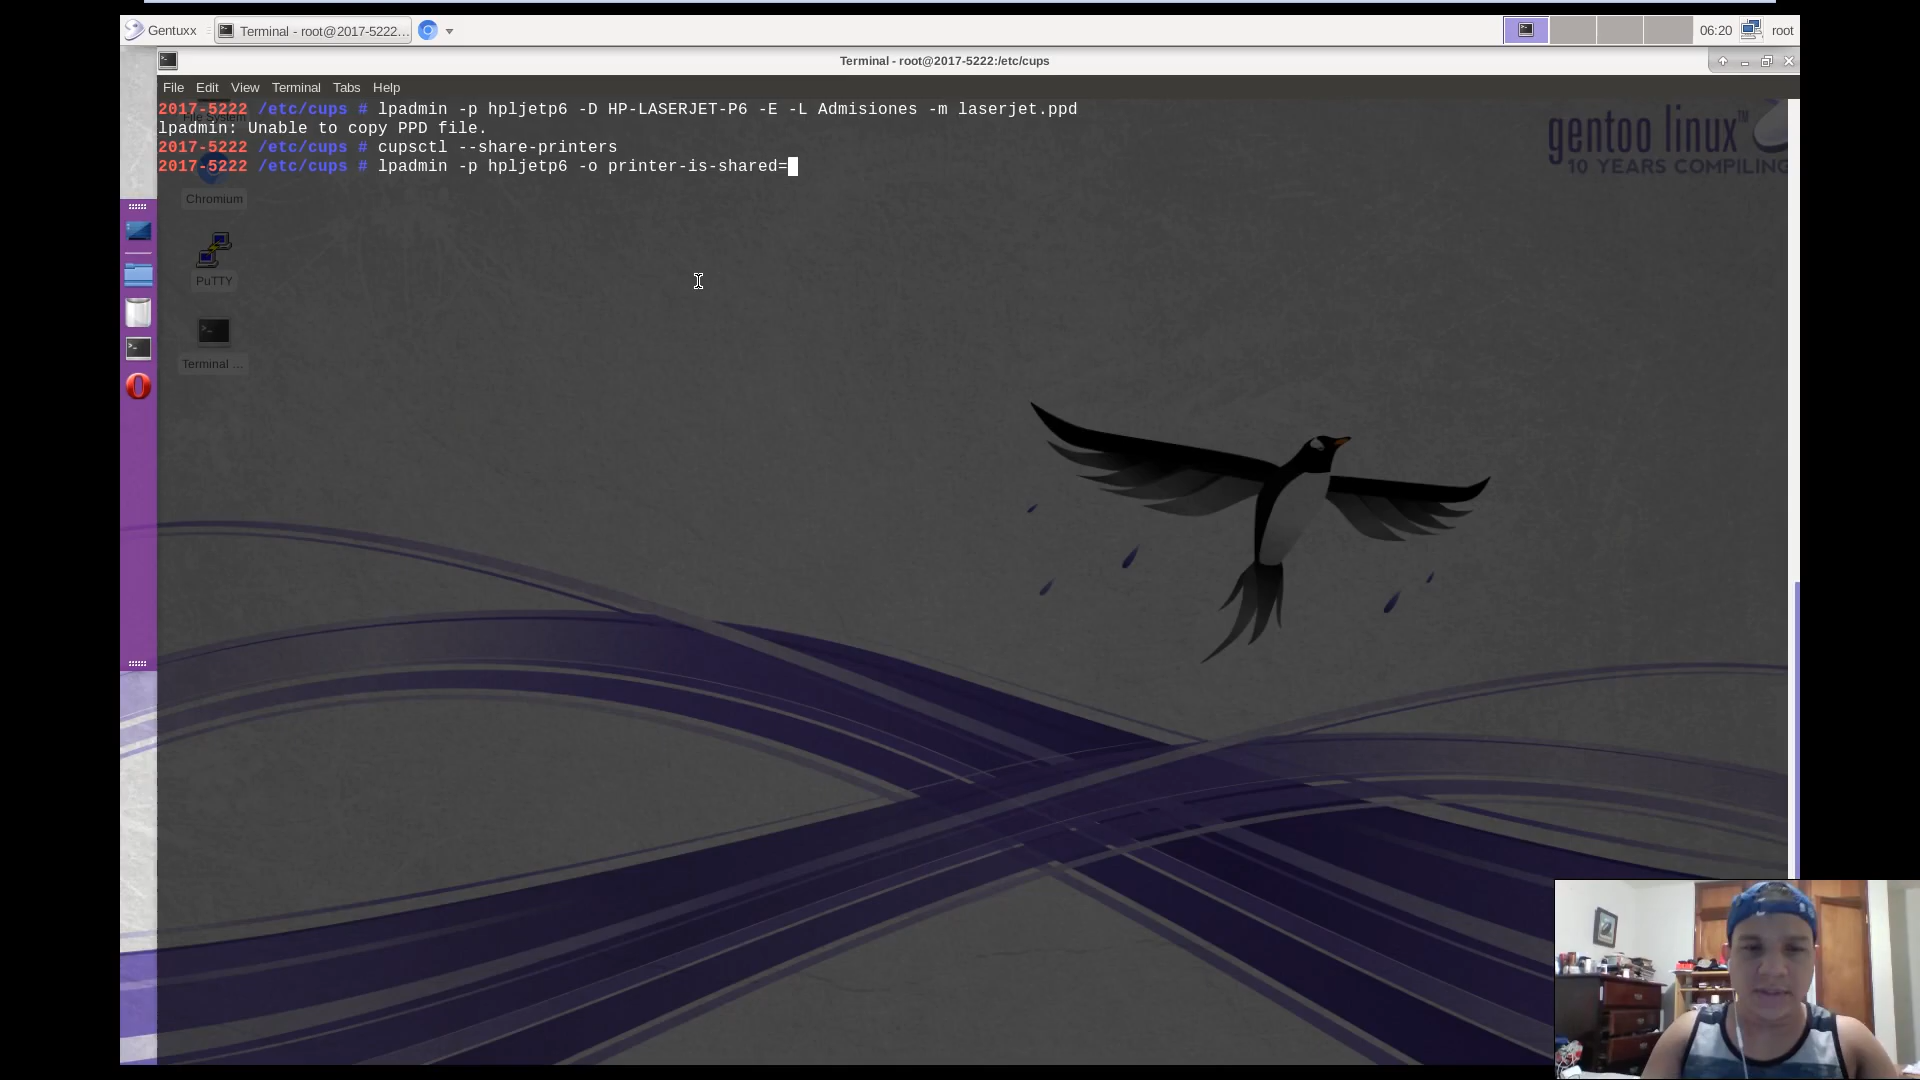 Gentuxx
Terminal - root@2017-5222...
06:20
root
Terminal - root@2017-5222:/etc/cups
File Edit View Terminal Tabs Help
2017-5222 /etc/cups # lpadmin -p hpljetp6 -D HP-LASERJET-P6 -E -L Admisiones -m laserjet.ppd
lpadmin: Unable to copy PPD file.
2017-5222 /etc/cups # cupsctl --share-printers
2017-5222 /etc/cups # lpadmin -p hpljetp6 -o printer-is-shared=
File System
Chromium
PuTTY
Terminal ...
gentoo linux™
10 YEARS COMPILING